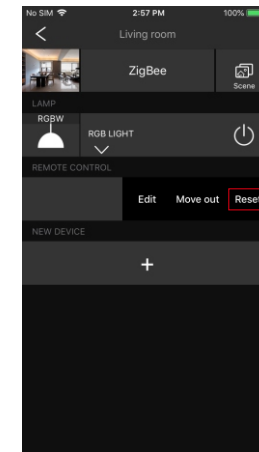 No SIM 2:57 PM 100%
Living room
ZigBee
Scene
LAMP
RGBW
RGB LIGHT
REMOTE CONTROL
Edit Move out Reset
NEW DEVICE
+